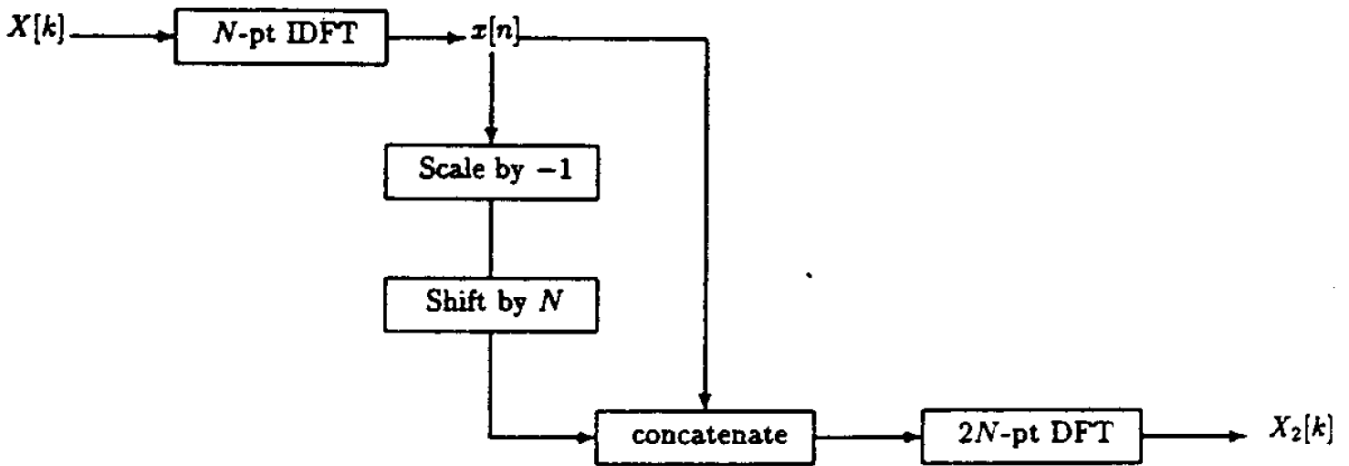 X[k]
N-pt IDFT
x[n]
Scale by −1
Shift by N
concatenate
2N-pt DFT
X₂[k]